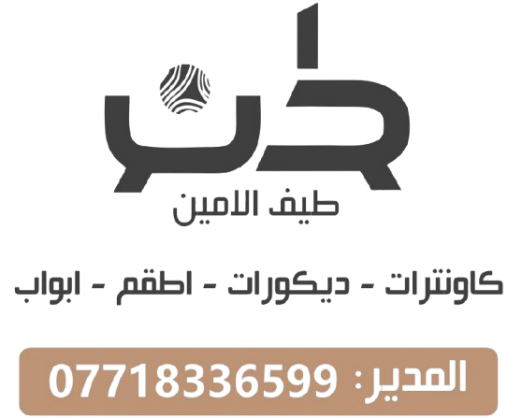 طيف الامين
كاونترات - ديكورات - اطقم - ابواب
المدير: 07718336599